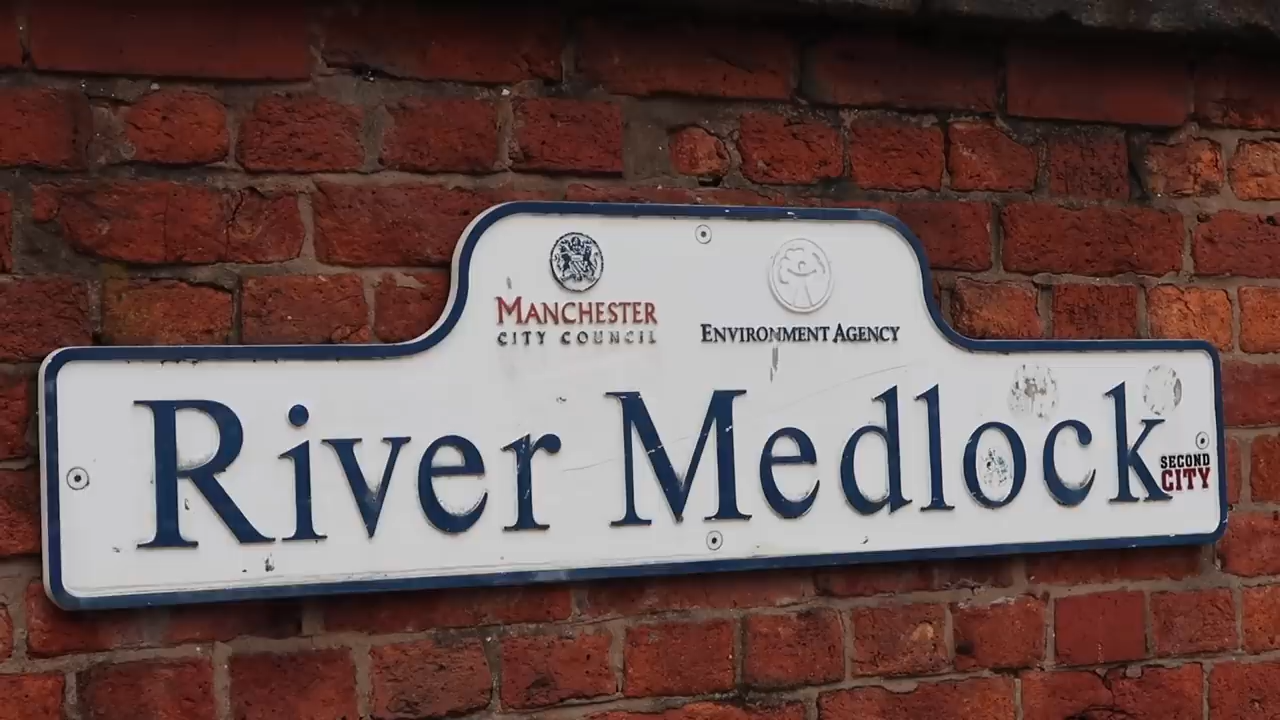 MANCHESTER
CITY COUNCIL
ENVIRONMENT AGENCY
River Medlock
SECOND
CITY